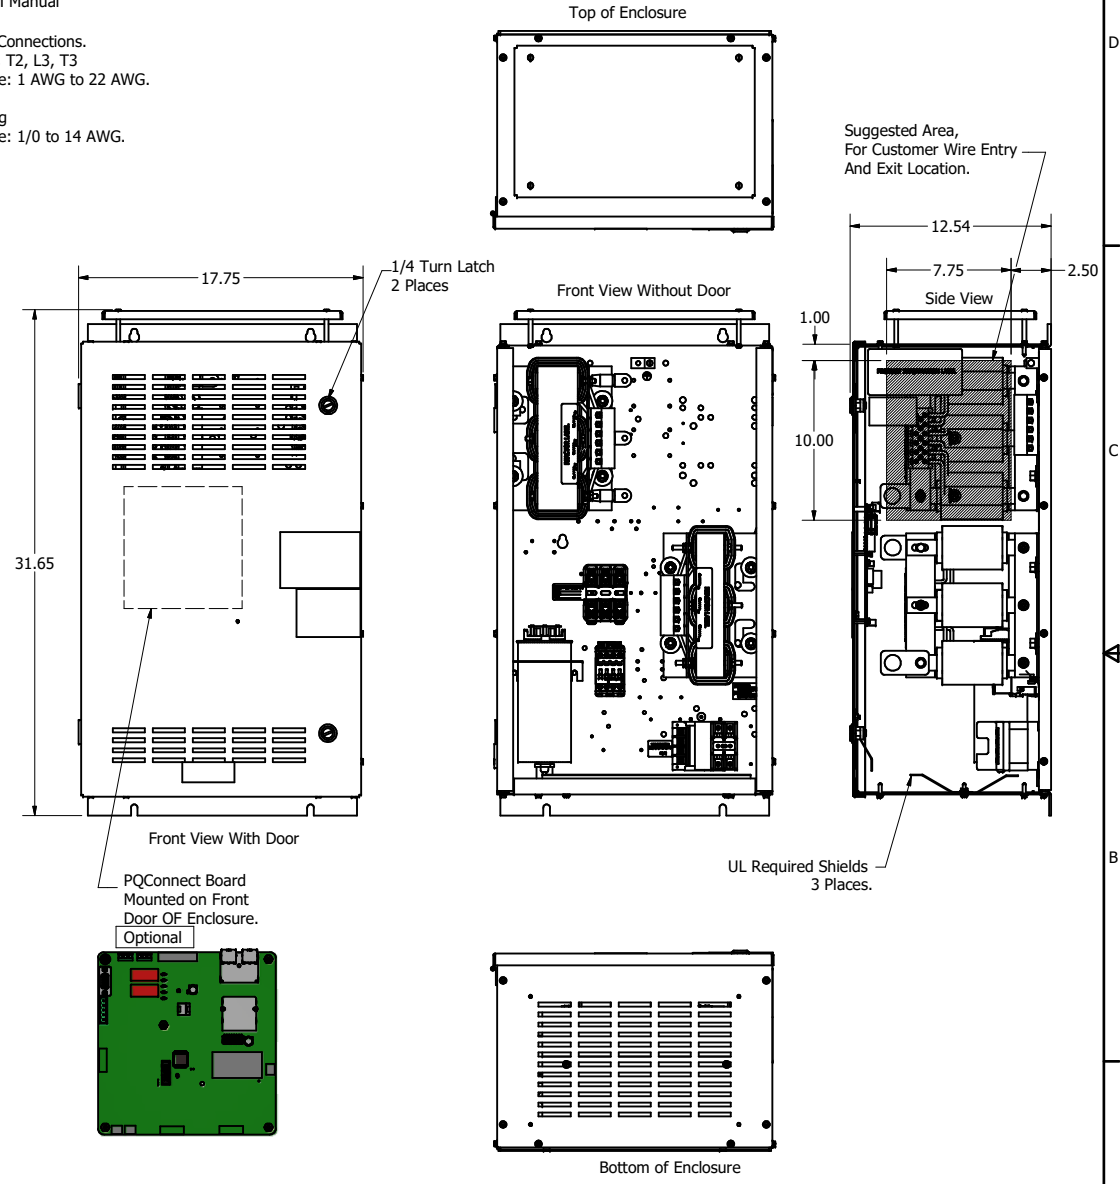 Manual
Connections.
T2, L3, T3
e: 1 AWG to 22 AWG.
g
e: 1/0 to 14 AWG.
Top of Enclosure
D
Suggested Area,
For Customer Wire Entry
And Exit Location.
12.54
17.75
1/4 Turn Latch
2 Places
Front View Without Door
7.75
2.50
Side View
1.00
10.00
C
31.65
Front View With Door
UL Required Shields
3 Places.
B
PQConnect Board
Mounted on Front
Door OF Enclosure.
Optional
Bottom of Enclosure